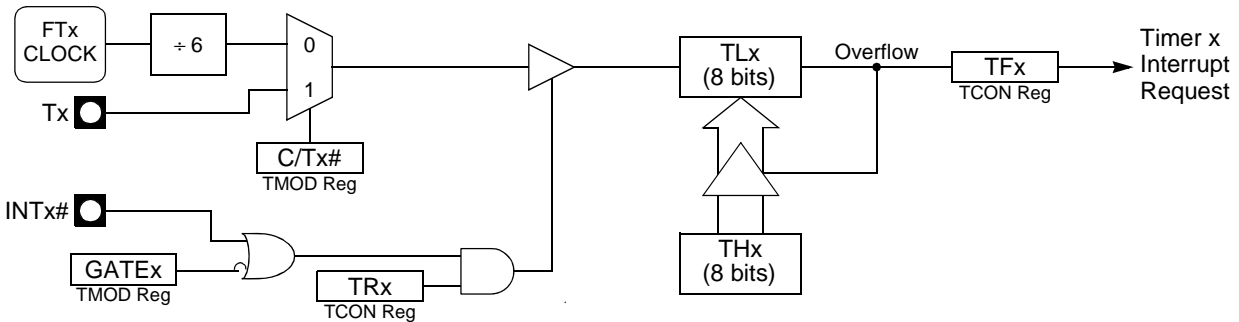 FTx
CLOCK
÷ 6
0
1
Tx
C/Tx#
TMOD Reg
TLx
(8 bits)
Overflow
TFx
TCON Reg
Timer x
Interrupt
Request
INTx#
GATEx
TMOD Reg
TRx
TCON Reg
THx
(8 bits)